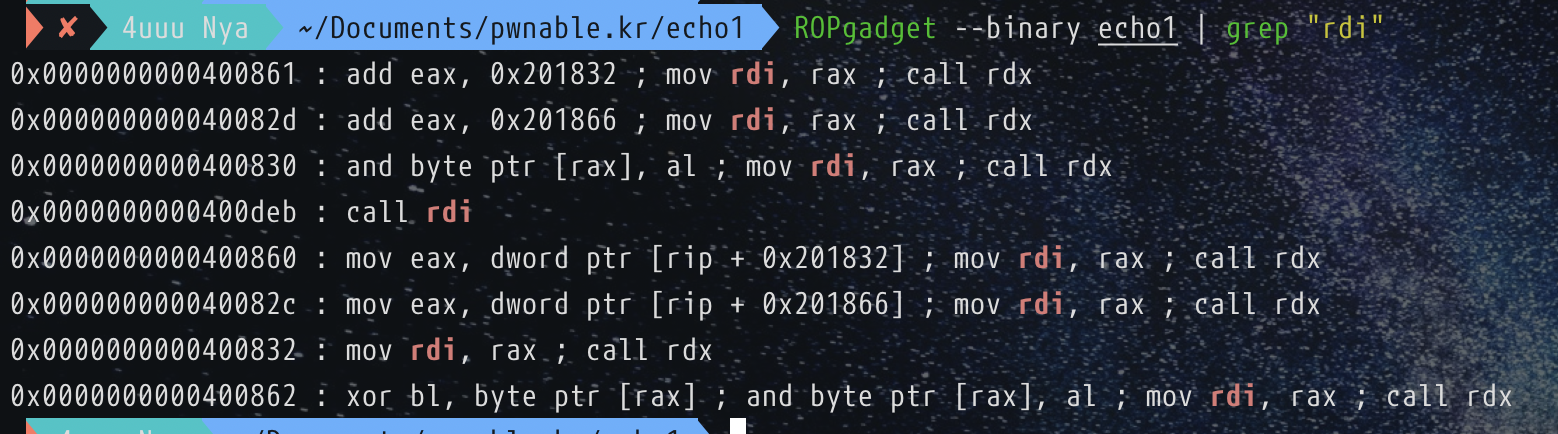 ✘ 4uuu Nya ~/Documents/pwnable.kr/echo1 ROPgadget --binary echo1 | grep "rdi"
0x0000000000400861 : add eax, 0x201832 ; mov rdi, rax ; call rdx
0x000000000040082d : add eax, 0x201866 ; mov rdi, rax ; call rdx
0x0000000000400830 : and byte ptr [rax], al ; mov rdi, rax ; call rdx
0x0000000000400deb : call rdi
0x0000000000400860 : mov eax, dword ptr [rip + 0x201832] ; mov rdi, rax ; call rdx
0x000000000040082c : mov eax, dword ptr [rip + 0x201866] ; mov rdi, rax ; call rdx
0x0000000000400832 : mov rdi, rax ; call rdx
0x0000000000400862 : xor bl, byte ptr [rax] ; and byte ptr [rax], al ; mov rdi, rax ; call rdx